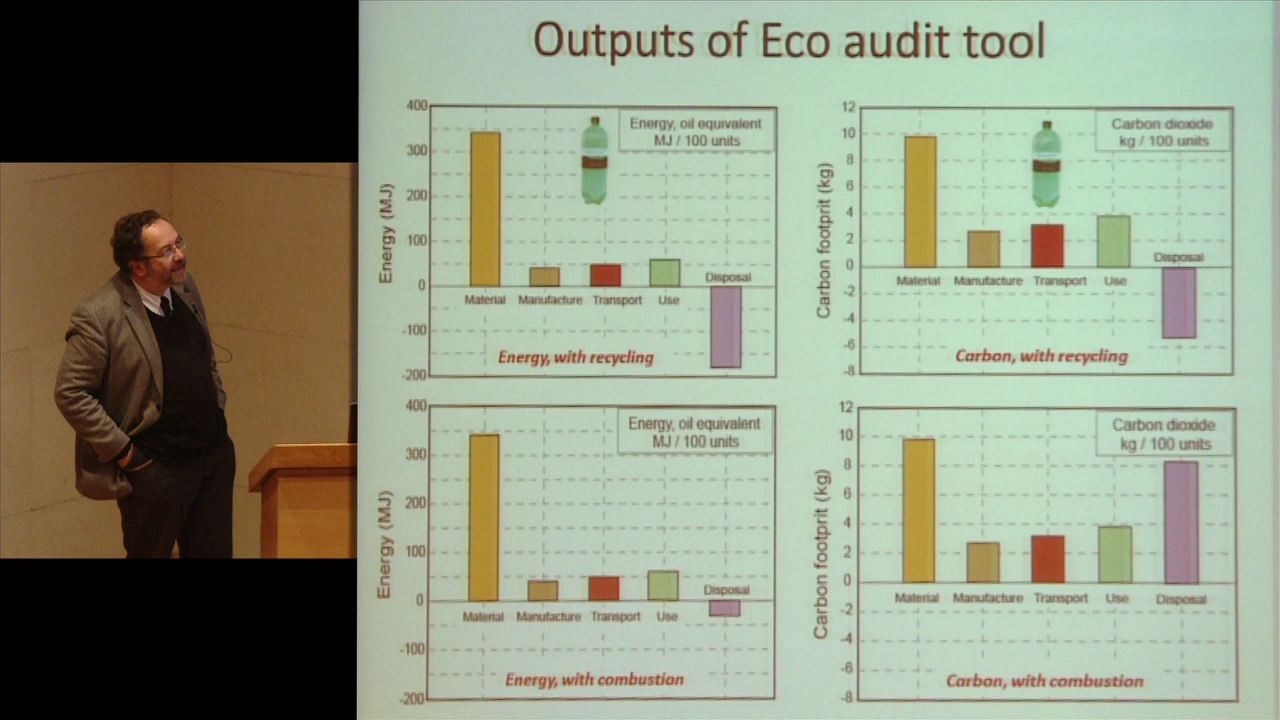 Outputs of Eco audit tool
400
300
200
100
0
-100
-200
Energy (MJ)
Energy, oil equivalent
MJ / 100 units
Material
Manufacture
Transport
Use
Disposal
Energy, with recycling
12
10
8
6
4
2
0
-2
-4
-6
-8
Carbon footprit (kg)
Carbon dioxide
kg / 100 units
Material
Manufacture
Transport
Use
Disposal
Carbon, with recycling
400
300
200
100
0
-100
-200
Energy (MJ)
Energy, oil equivalent
MJ / 100 units
Material
Manufacture
Transport
Use
Disposal
Energy, with combustion
12
10
8
6
4
2
0
-2
-4
-6
-8
Carbon footprit (kg)
Carbon dioxide
kg / 100 units
Material
Manufacture
Transport
Use
Disposal
Carbon, with combustion